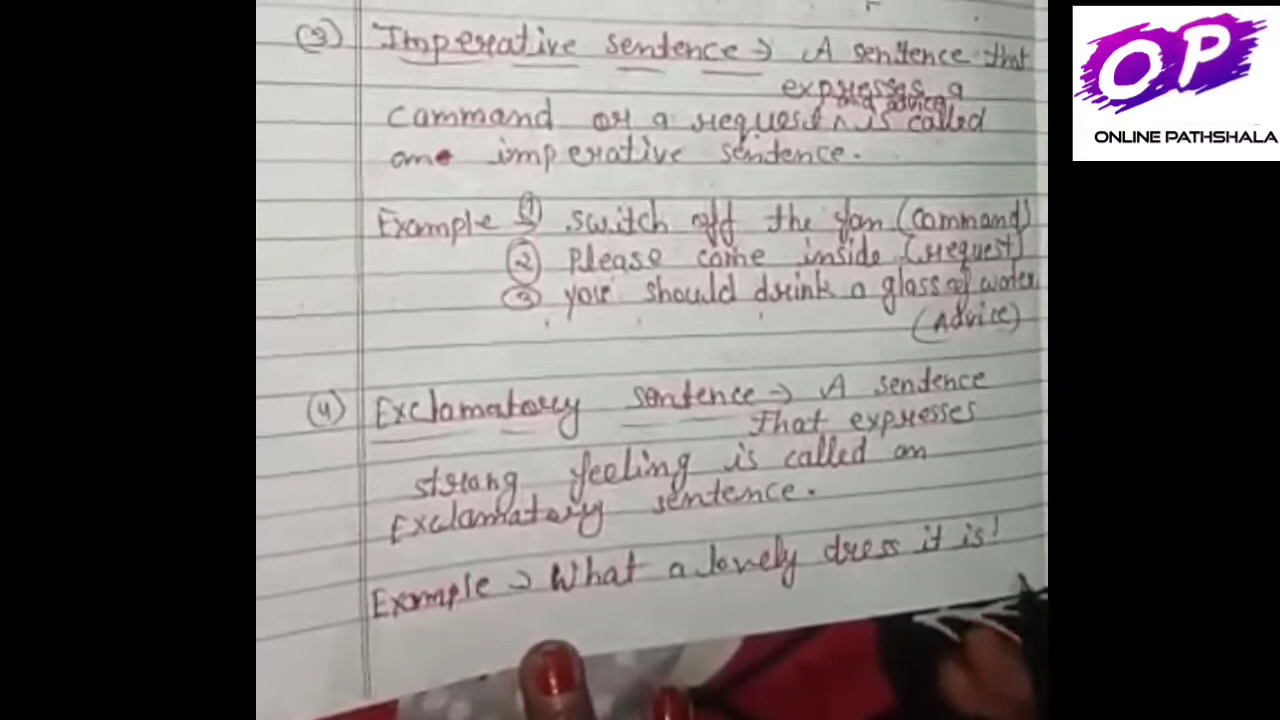 (3) Imperative sentence → A sentence that
expresses a
and advice
command or a request ^ is called
an imperative sentence.
Example ① switch off the fan (command)
② Please come inside (request)
③ you should drink a glass of water
(Advice)
(4) Exclamatory sentence → A sentence
that expresses
strong feeling is called an
Exclamatory sentence.
Example → What a lovely dress it is!
OP
ONLINE PATHSHALA